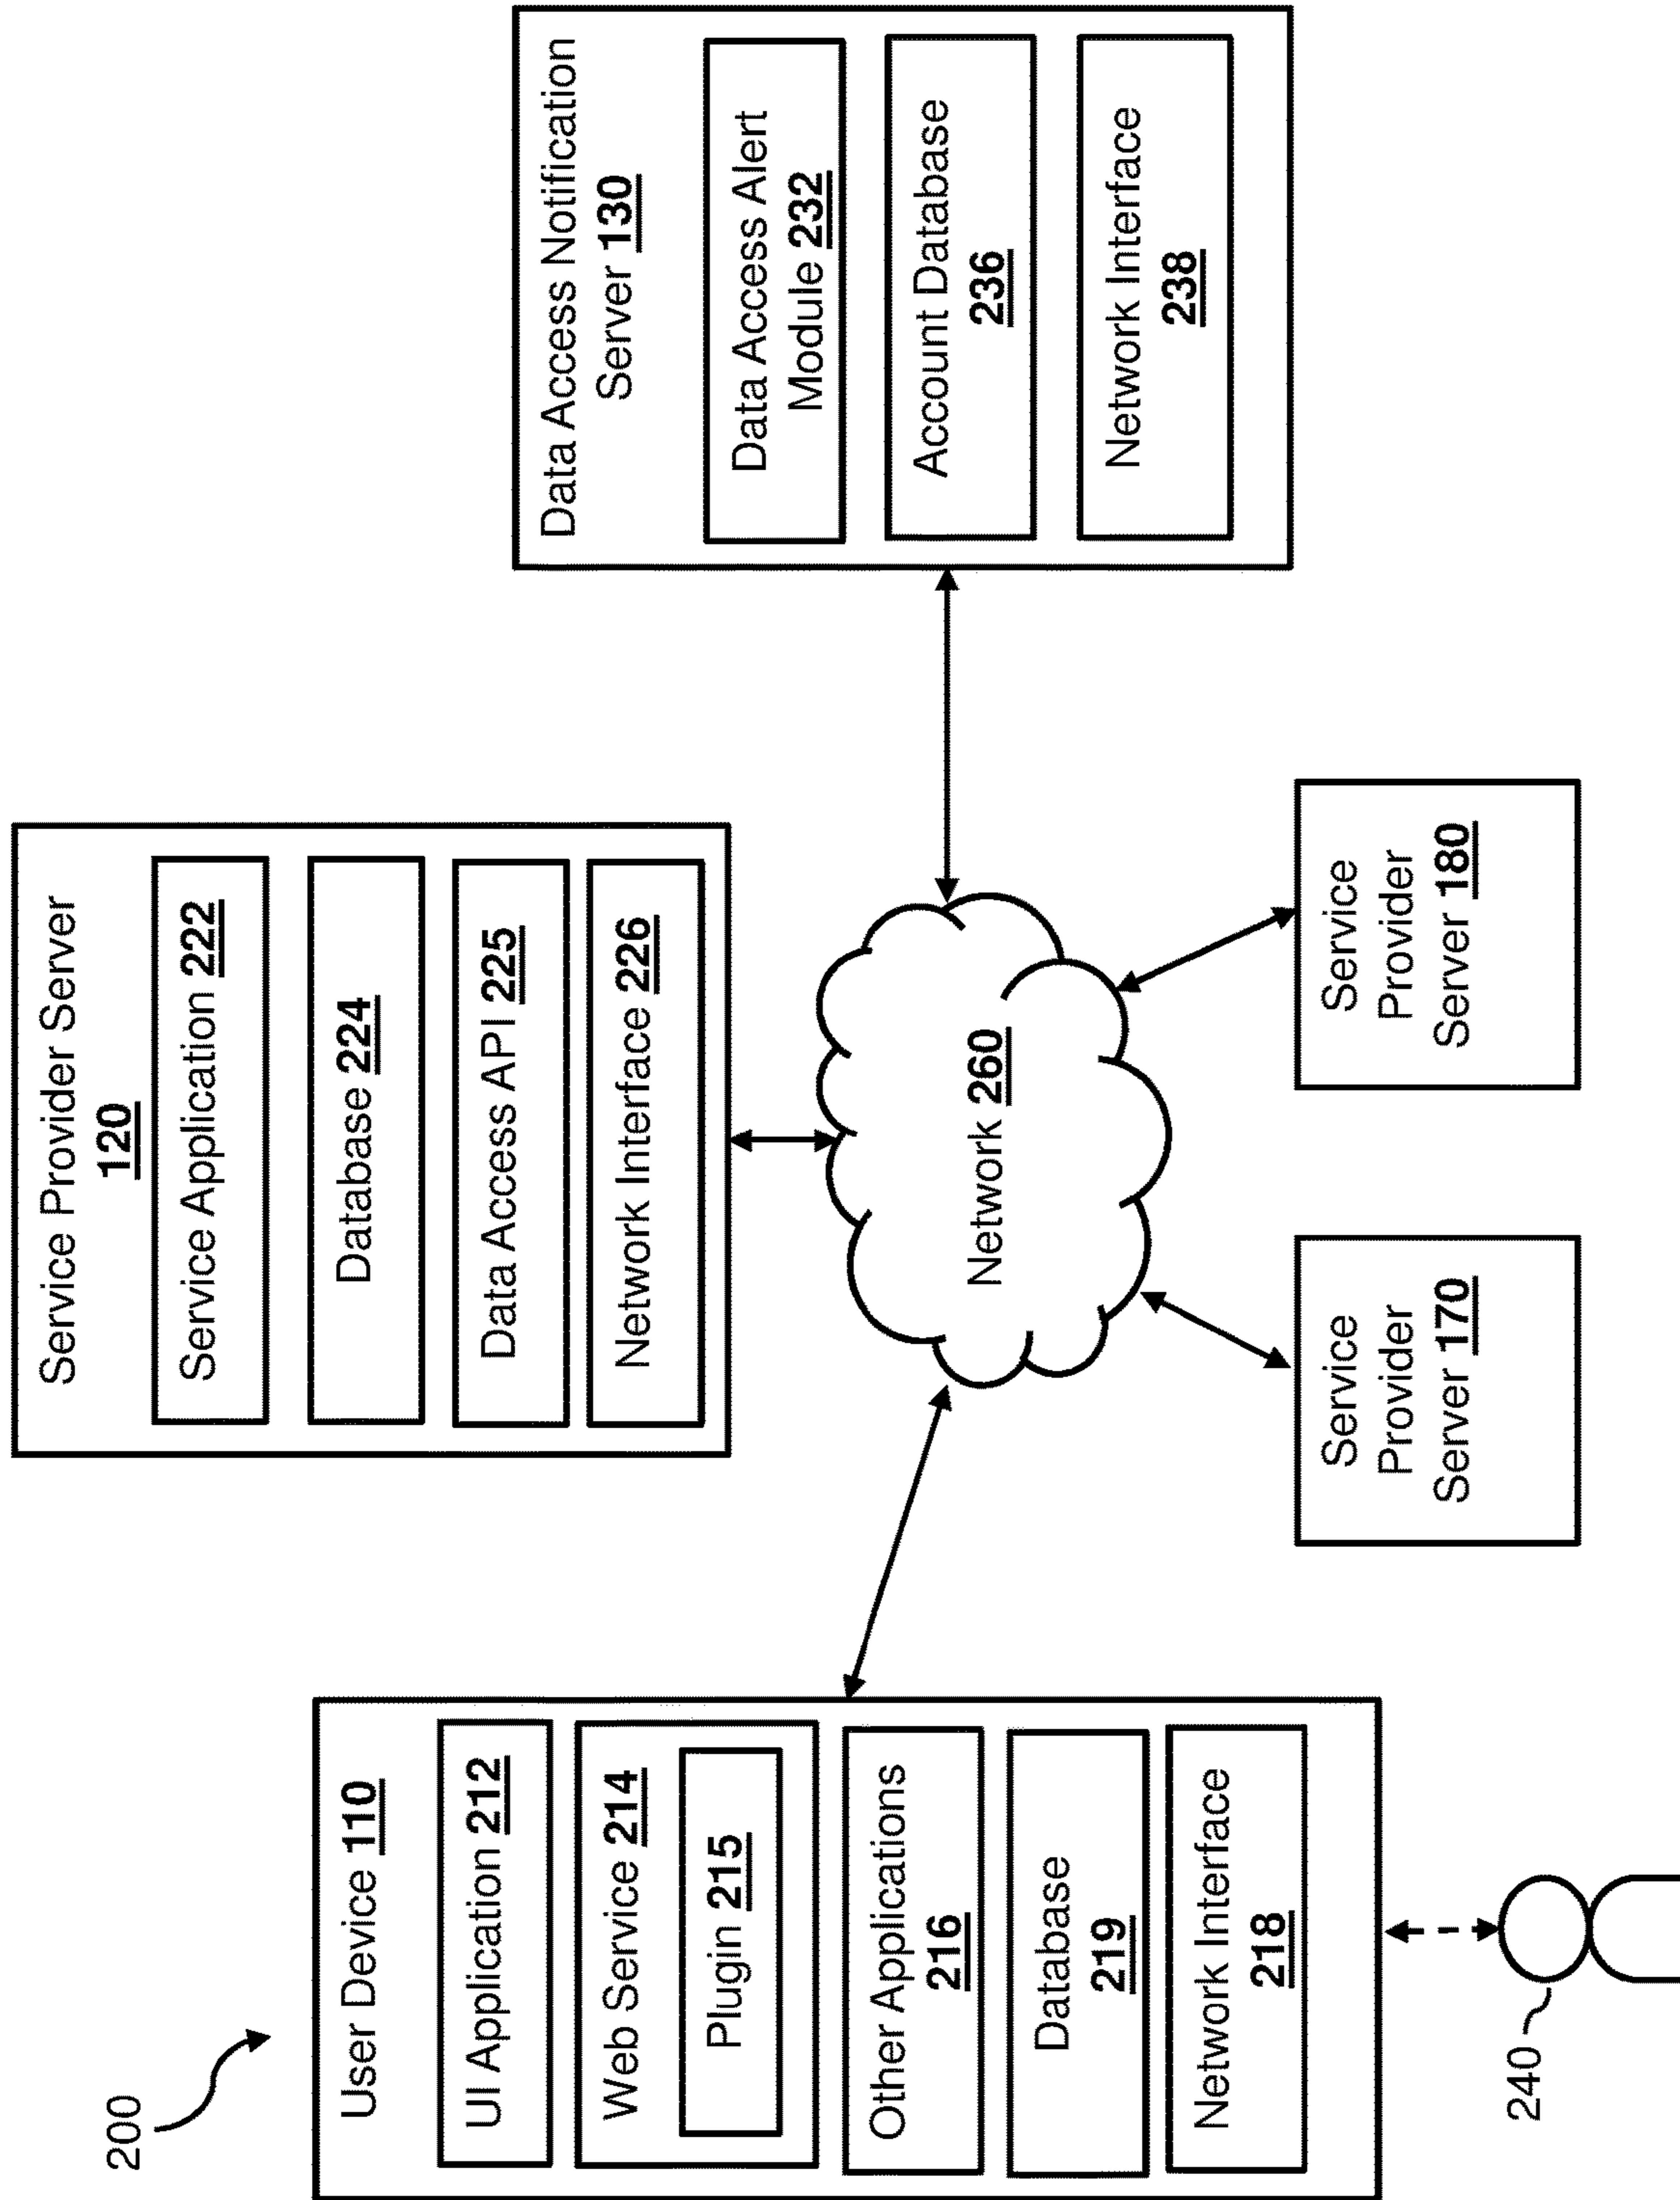 200
User Device 110
UI Application 212
Web Service 214
Plugin 215
Other Applications
216
Database
219
Network Interface
218
240
Service Provider Server
120
Service Application 222
Database 224
Data Access API 225
Network Interface 226
Network 260
Service
Provider
Server 170
Service
Provider
Server 180
Data Access Notification
Server 130
Data Access Alert
Module 232
Account Database
236
Network Interface
238